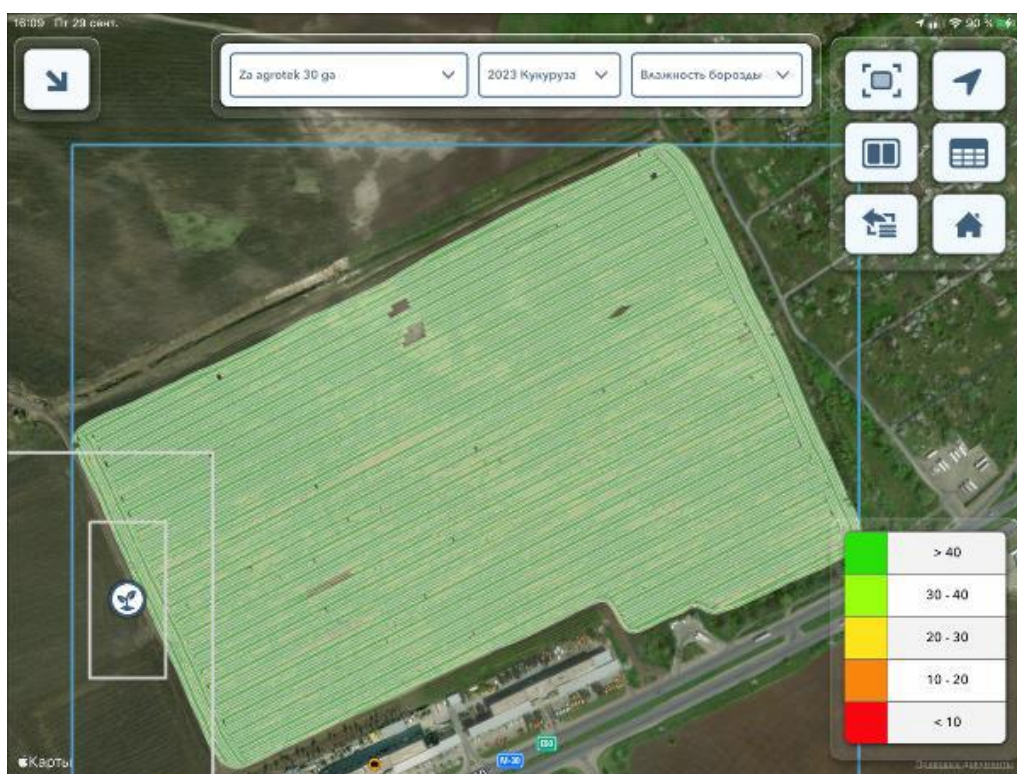 16:09 Пт 29 сент.
90 %
Za agrotek 30 ga
2023 Кукуруза
Влажность борозды
> 40
30 - 40
20 - 30
10 - 20
< 10
E50
М-30
Карты